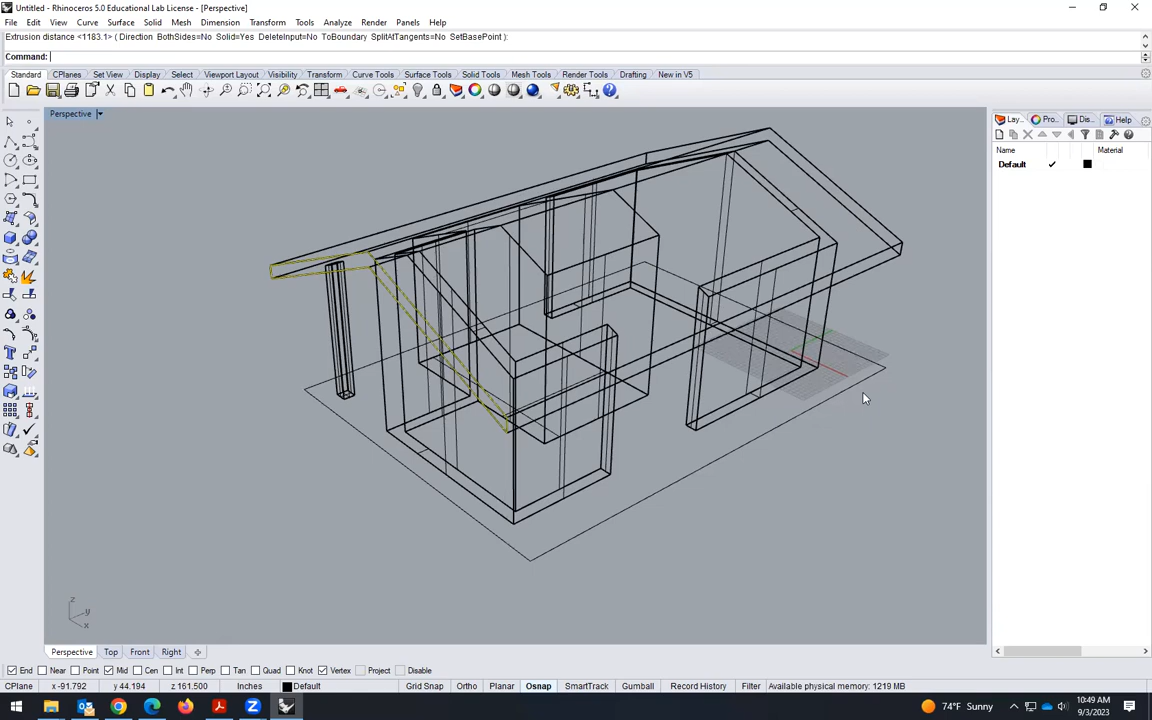 Untitled - Rhinoceros 5.0 Educational Lab License - [Perspective]
File Edit View Curve Surface Solid Mesh Dimension Transform Tools Analyze Render Panels Help
Extrusion distance <1183.1> ( Direction BothSides=No Solid=Yes DeleteInput=No ToBoundary SplitAtTangents=No SetBasePoint ):
Command:
Standard CPlanes Set View Display Select Viewport Layout Visibility Transform Curve Tools Surface Tools Solid Tools Mesh Tools Render Tools Drafting New in V5
Perspective
Lay... Pro... Dis... Help
Name Material
Default
z
y
x
Perspective Top Front Right
End Near Point Mid Cen Int Perp Tan Quad Knot Vertex Project Disable
CPlane x -91.792 y 44.194 z 161.500 Inches Default Grid Snap Ortho Planar Osnap SmartTrack Gumball Record History Filter Available physical memory: 1219 MB
74°F Sunny 10:49 AM
9/3/2023